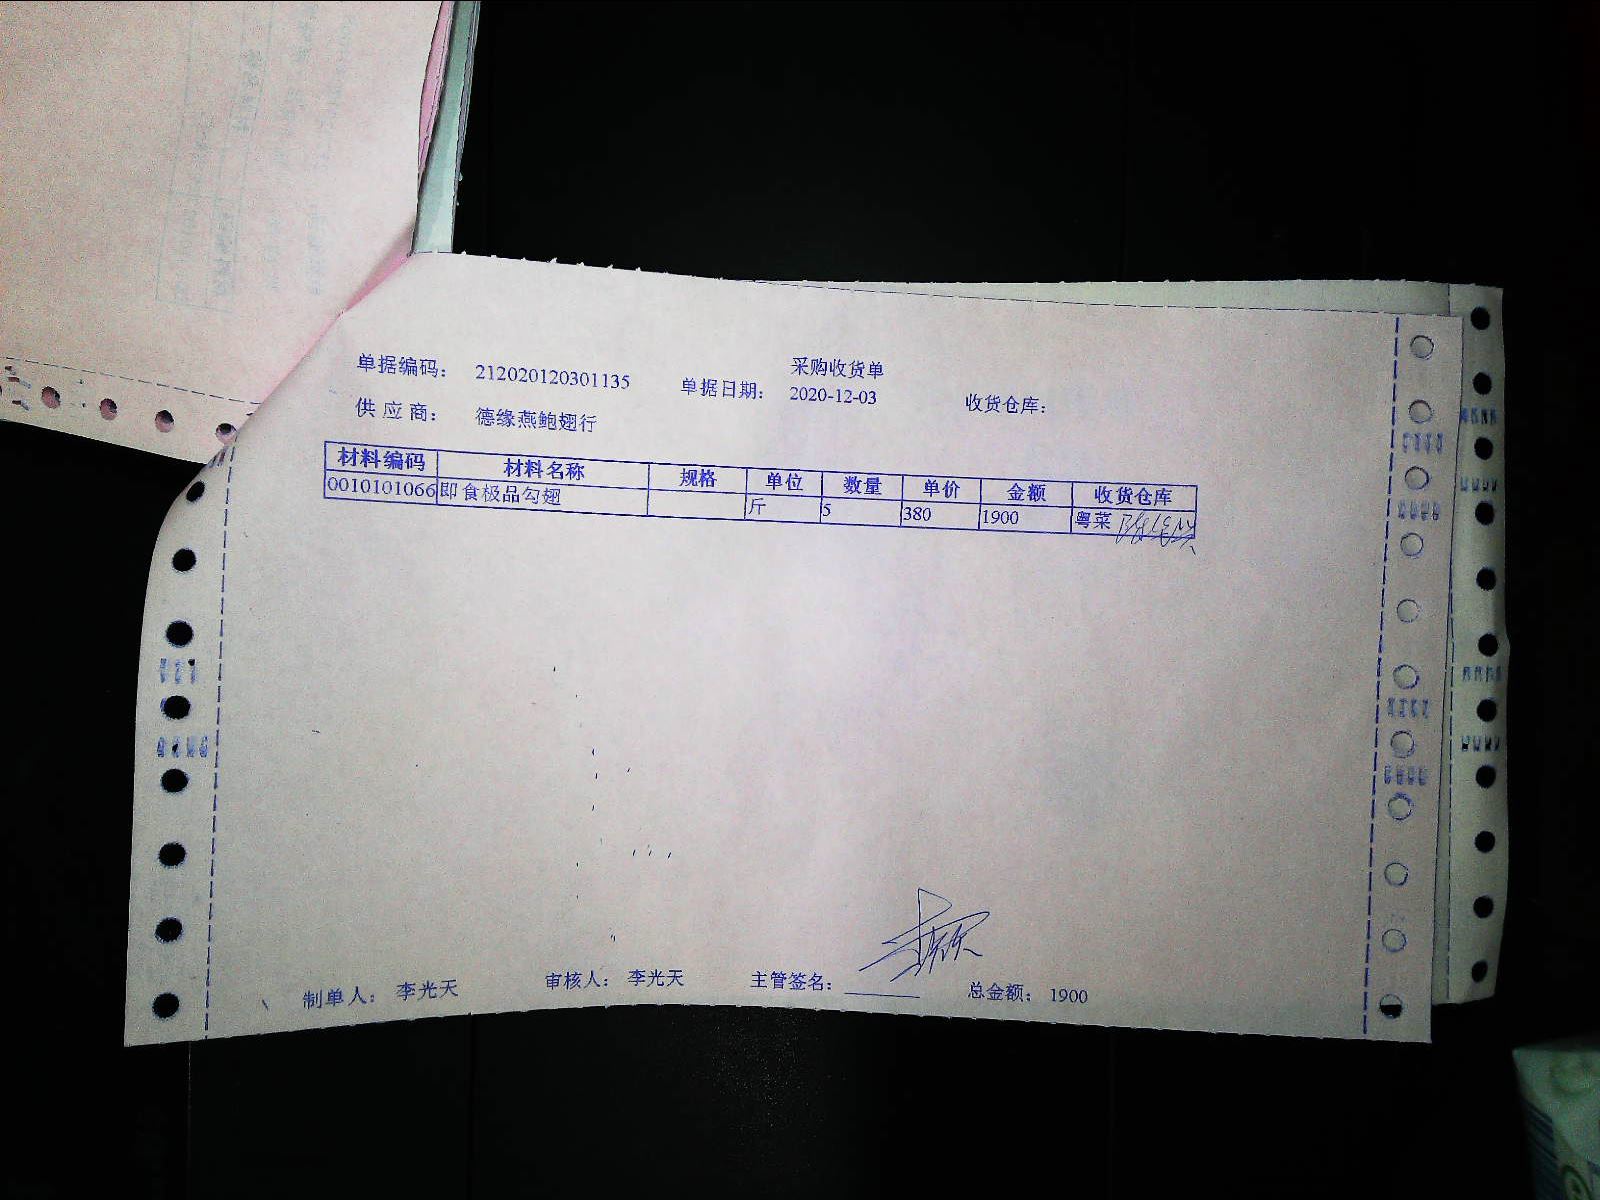 采购收货单
单据编码： 212020120301135 单据日期： 2020-12-03 收货仓库：
供应商： 德缘燕鲍翅行
材料编码 材料名称 规格 单位 数量 单价 金额 收货仓库
0010101066 即食极品勾翅 斤 5 380 1900 粤菜
制单人： 李光天 审核人： 李光天 主管签名： 总金额： 1900